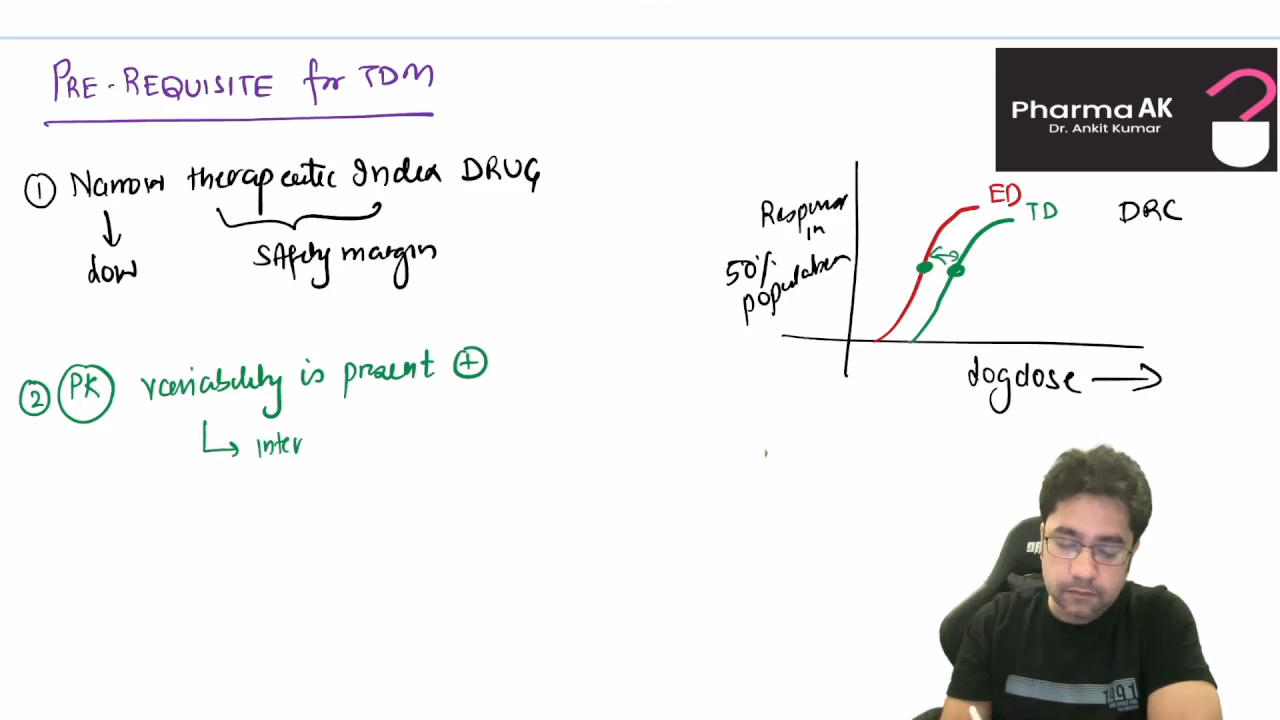 PRE-REQUISITE for TDM
① Narrow therapeutic Index DRUG
low
Safety margin
② PK variability is present +
inter
Pharma AK
Dr. Ankit Kumar
Response in
50% population
ED
TD
DRC
logdose
1991